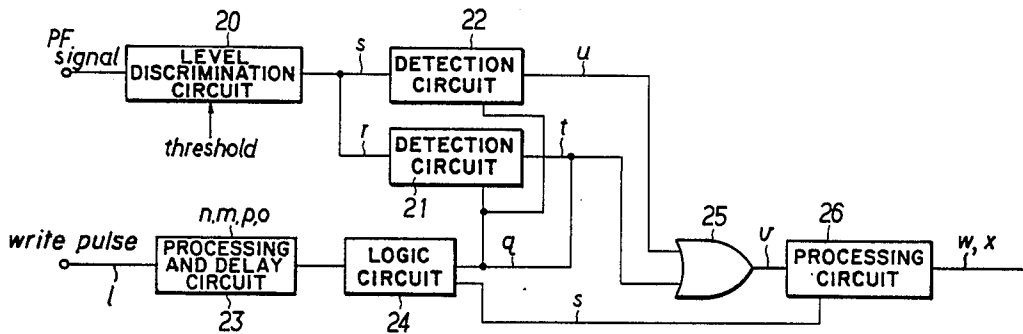 20
22
PF
signal
LEVEL
DISCRIMINATION
CIRCUIT
s
DETECTION
CIRCUIT
u
threshold
r
DETECTION
CIRCUIT
t
21
write pulse
l
n,m,p,o
PROCESSING
AND DELAY
CIRCUIT
23
LOGIC
CIRCUIT
24
q
s
25
v
26
PROCESSING
CIRCUIT
w, x